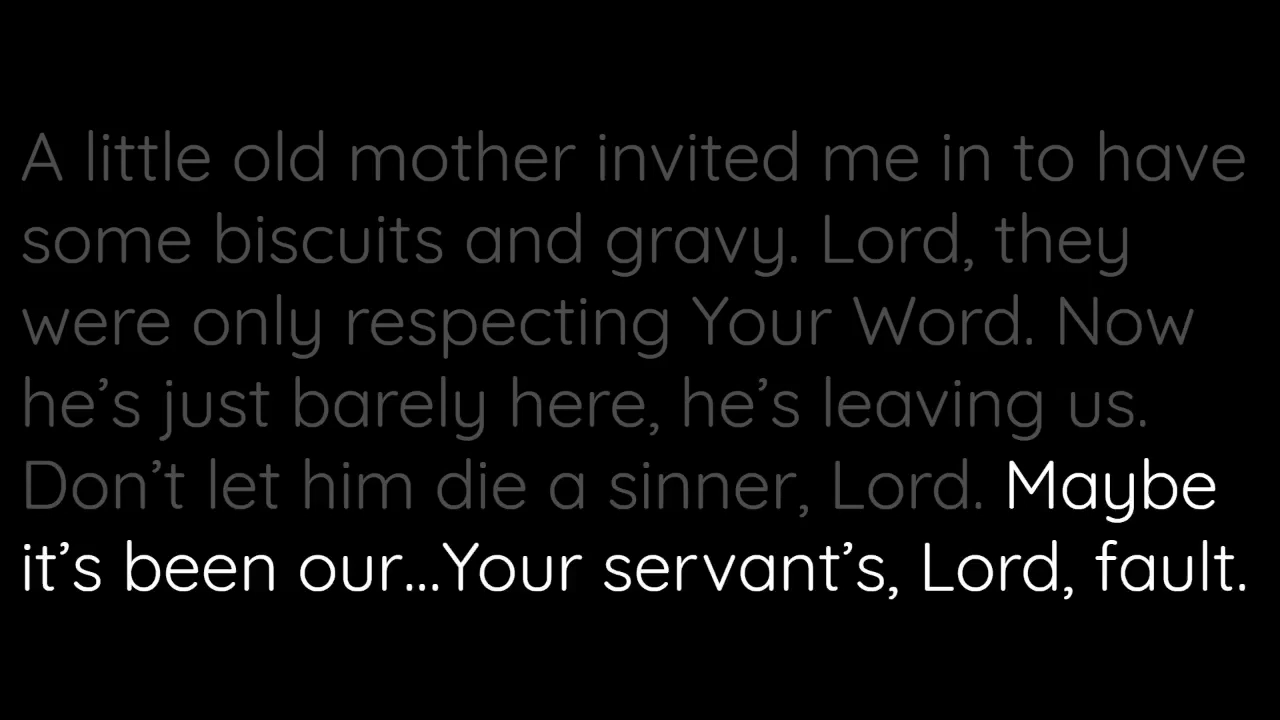 A little old mother invited me in to have
some biscuits and gravy. Lord, they
were only respecting Your Word. Now
he’s just barely here, he’s leaving us.
Don’t let him die a sinner, Lord. Maybe
it’s been our...Your servant’s, Lord, fault.